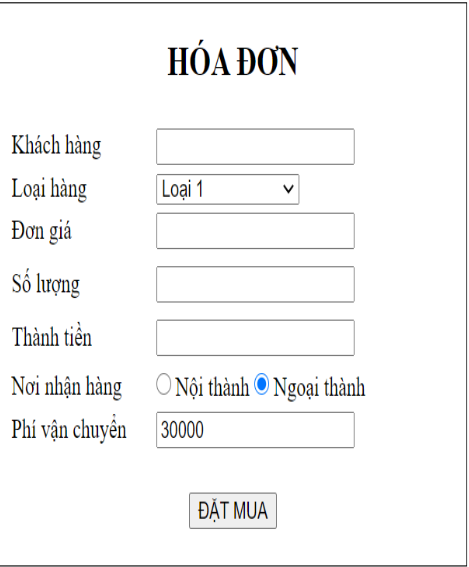 HÓA ĐƠN
Khách hàng
Loại hàng Loại 1
Đơn giá
Số lượng
Thành tiền
Nơi nhận hàng Nội thành Ngoại thành
Phí vận chuyển 30000
ĐẶT MUA